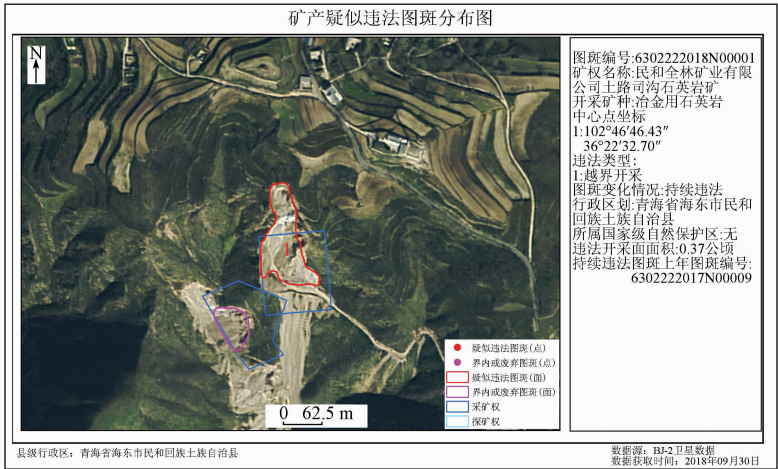 矿产疑似违法图斑分布图
N
1
图斑编号:6302222018N00001
矿权名称:民和全林矿业有限
公司土路司沟石英岩矿
开采矿种:冶金用石英岩
中心点坐标
1:102°46′46.43″
36°22′32.70″
违法类型:
1:越界开采
图斑变化情况:持续违法
行政区划:青海省海东市民和
回族土族自治县
所属国家级自然保护区:无
违法开采面面积:0.37公顷
持续违法图斑上年图斑编号:
6302222017N00009
疑似违法图斑(点)
界内或废弃图斑(点)
疑似违法图斑(面)
界内或废弃图斑(面)
采矿权
探矿权
0 62.5 m
县级行政区：青海省海东市民和回族土族自治县
数据源：BJ-2卫星数据
数据获取时间：2018年09月30日